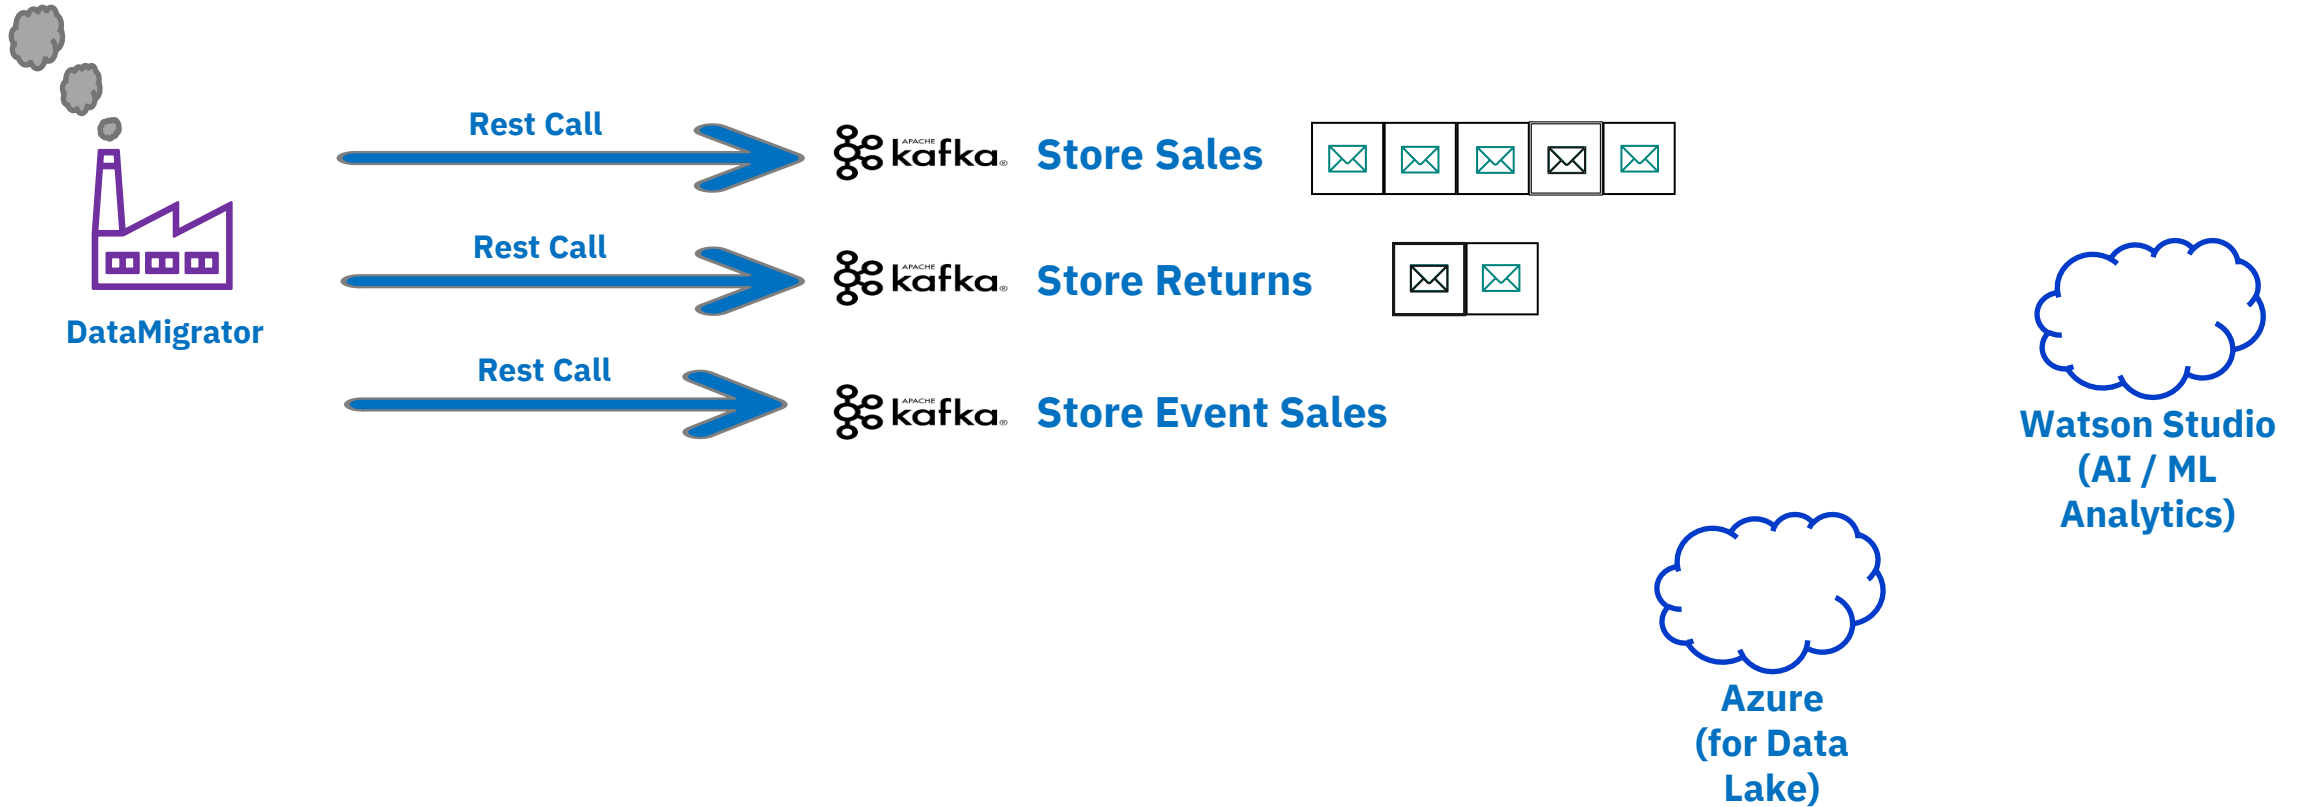 Rest Call
APACHE
kafka®
Store Sales
Rest Call
APACHE
kafka®
Store Returns
DataMigrator
Rest Call
APACHE
kafka®
Store Event Sales
Watson Studio
(AI / ML
Analytics)
Azure
(for Data
Lake)